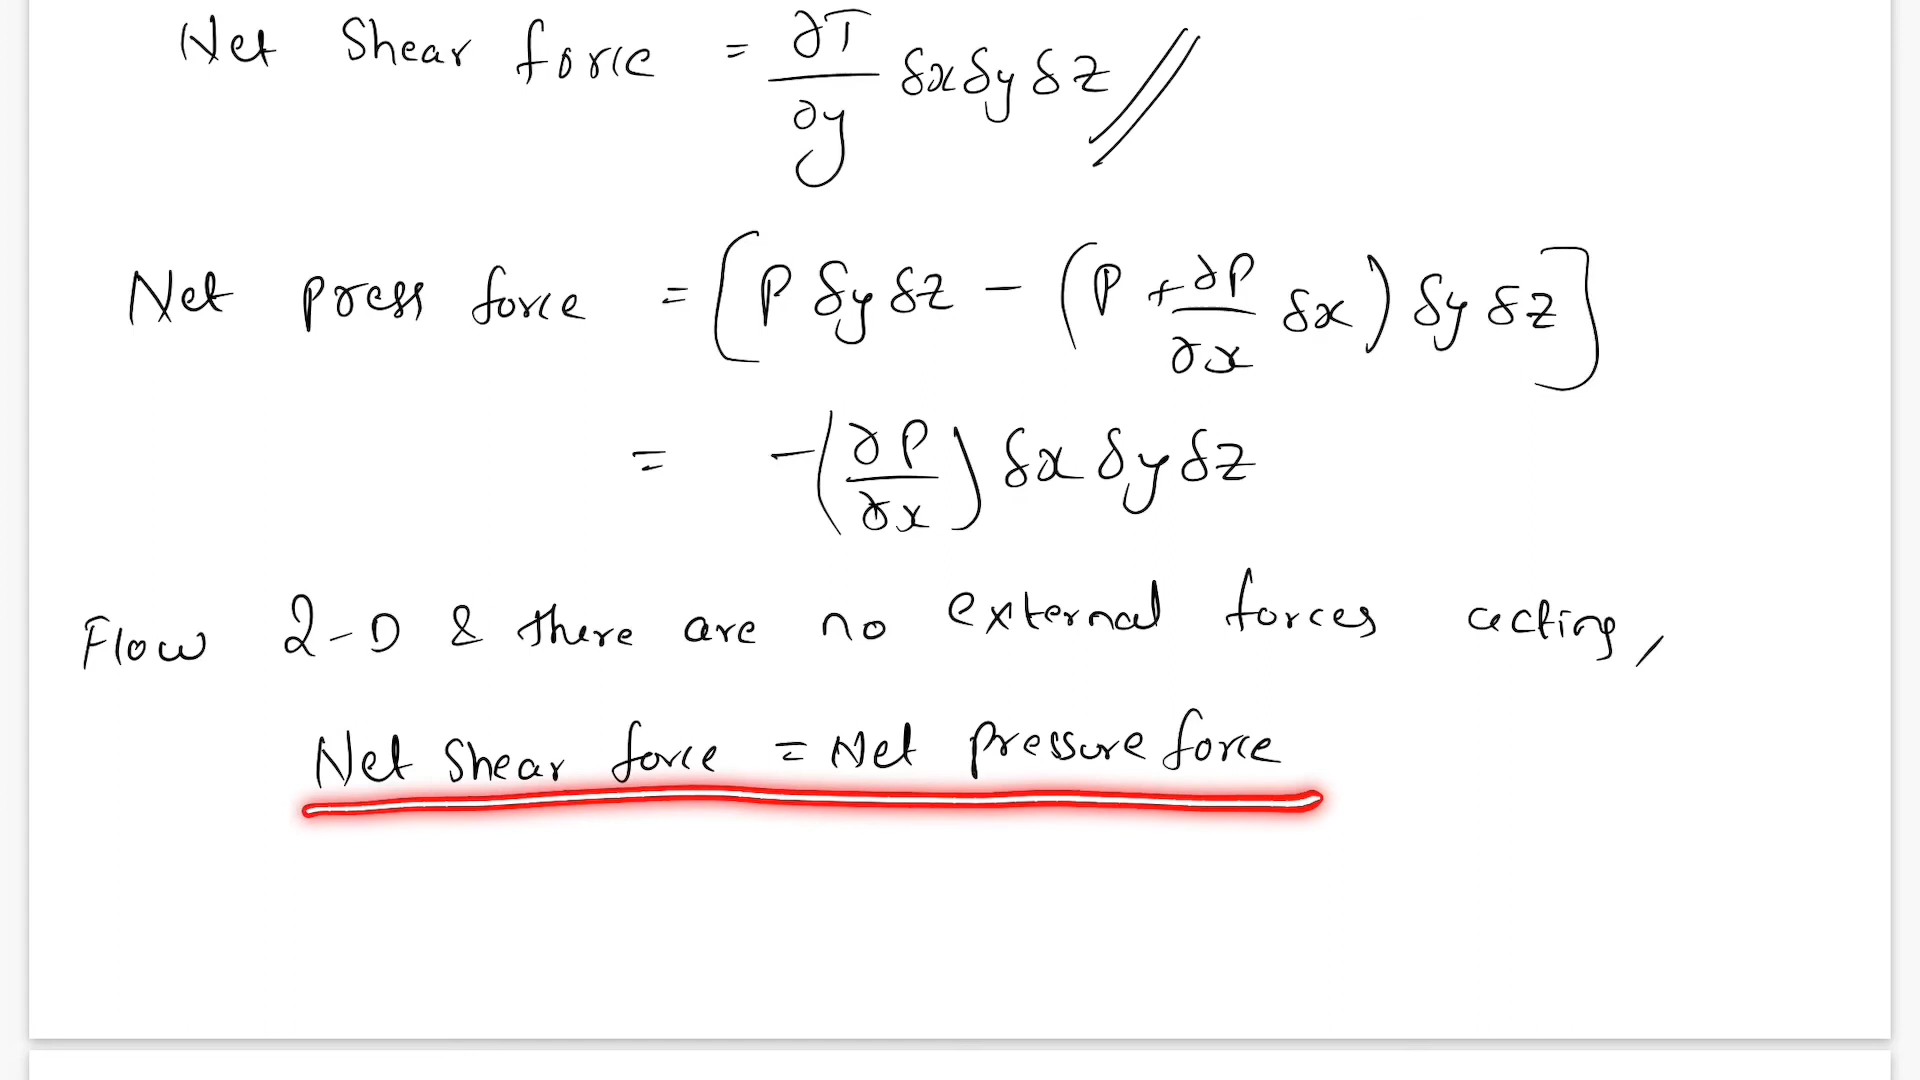 Net Shear force = ∂τ/∂y δx δy δz //
Net press force = [P δy δz − (P + ∂P/∂x δx) δy δz]
= −(∂P/∂x) δx δy δz
Flow 2-D & there are no external forces acting,
Net Shear force = Net Pressure force